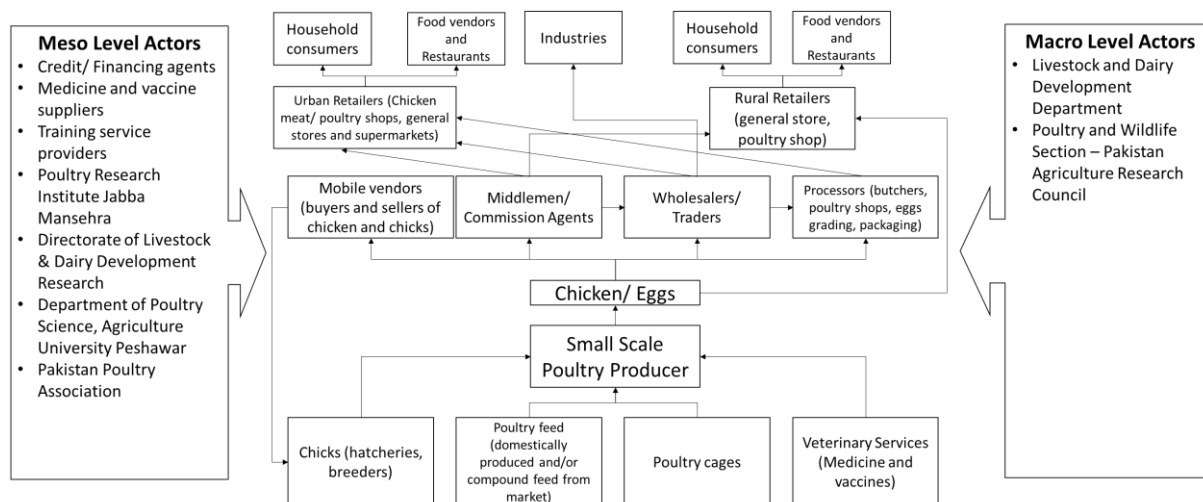 Meso Level Actors
• Credit/ Financing agents
• Medicine and vaccine
suppliers
• Training service
providers
• Poultry Research
Institute Jabba
Mansehra
• Directorate of Livestock
& Dairy Development
Research
• Department of Poultry
Science, Agriculture
University Peshawar
• Pakistan Poultry
Association
Household
consumers
Food vendors
and
Restaurants
Industries
Household
consumers
Food vendors
and
Restaurants
Urban Retailers (Chicken
meat/ poultry shops, general
stores and supermarkets)
Rural Retailers
(general store,
poultry shop)
Mobile vendors
(buyers and sellers of
chicken and chicks)
Middlemen/
Commission Agents
Wholesalers/
Traders
Processors (butchers,
poultry shops, eggs
grading, packaging)
Chicken/ Eggs
Small Scale
Poultry Producer
Chicks (hatcheries,
breeders)
Poultry feed
(domestically
produced and/or
compound feed from
market)
Poultry cages
Veterinary Services
(Medicine and
vaccines)
Macro Level Actors
• Livestock and Dairy
Development
Department
• Poultry and Wildlife
Section – Pakistan
Agriculture Research
Council